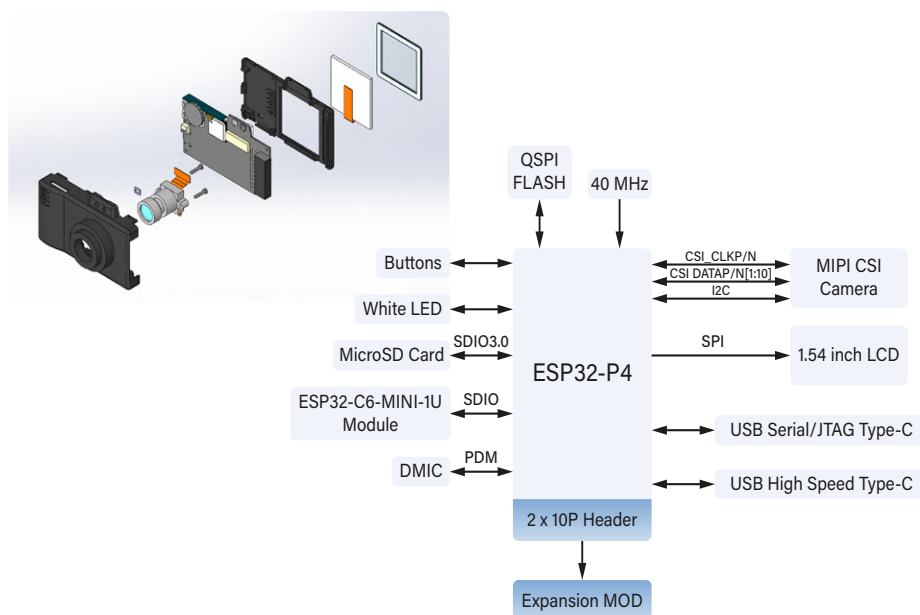 QSPI
FLASH
40 MHz
Buttons
CSI_CLKP/N
CSI DATAP/N[1:10]
I2C
MIPI CSI
Camera
White LED
MicroSD Card
SDIO3.0
ESP32-P4
SPI
1.54 inch LCD
ESP32-C6-MINI-1U
Module
SDIO
USB Serial/JTAG Type-C
DMIC
PDM
USB High Speed Type-C
2 x 10P Header
Expansion MOD